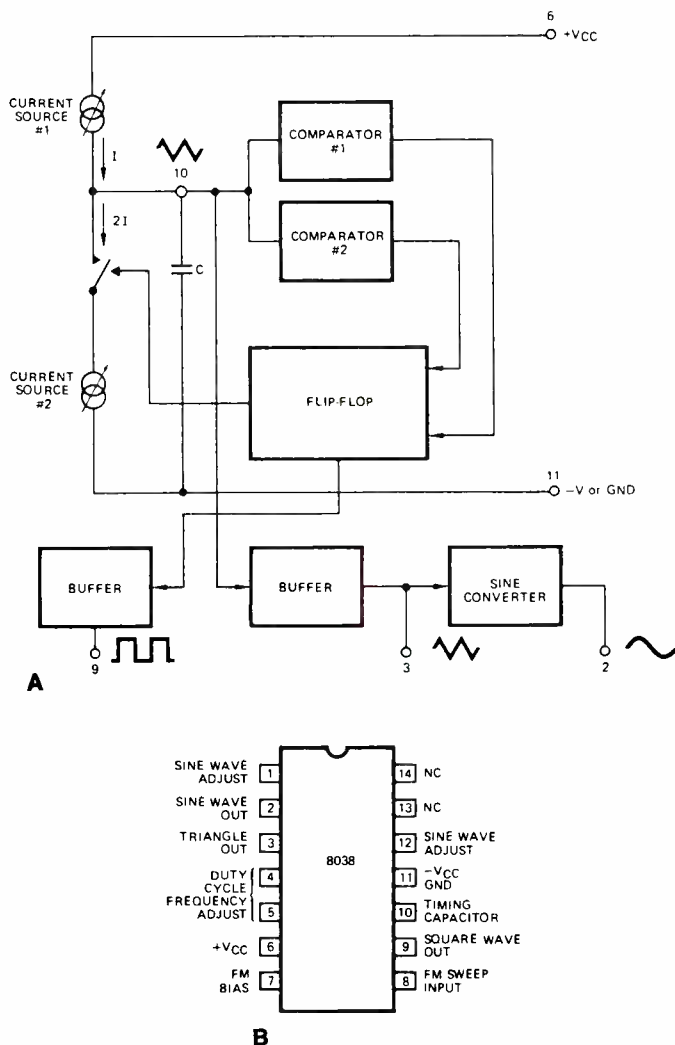 6
+VCC
CURRENT
SOURCE
#1
I
10
2I
C
COMPARATOR
#1
COMPARATOR
#2
CURRENT
SOURCE
#2
FLIP-FLOP
11
-V or GND
BUFFER
BUFFER
SINE
CONVERTER
9
3
2
A
SINE WAVE
ADJUST
1
SINE WAVE
OUT
2
TRIANGLE
OUT
3
DUTY
CYCLE
4
FREQUENCY
ADJUST
5
+VCC
6
FM
BIAS
7
8038
14 NC
13 NC
12 SINE WAVE
ADJUST
11 -VCC
GND
10 TIMING
CAPACITOR
9 SQUARE WAVE
OUT
8 FM SWEEP
INPUT
B